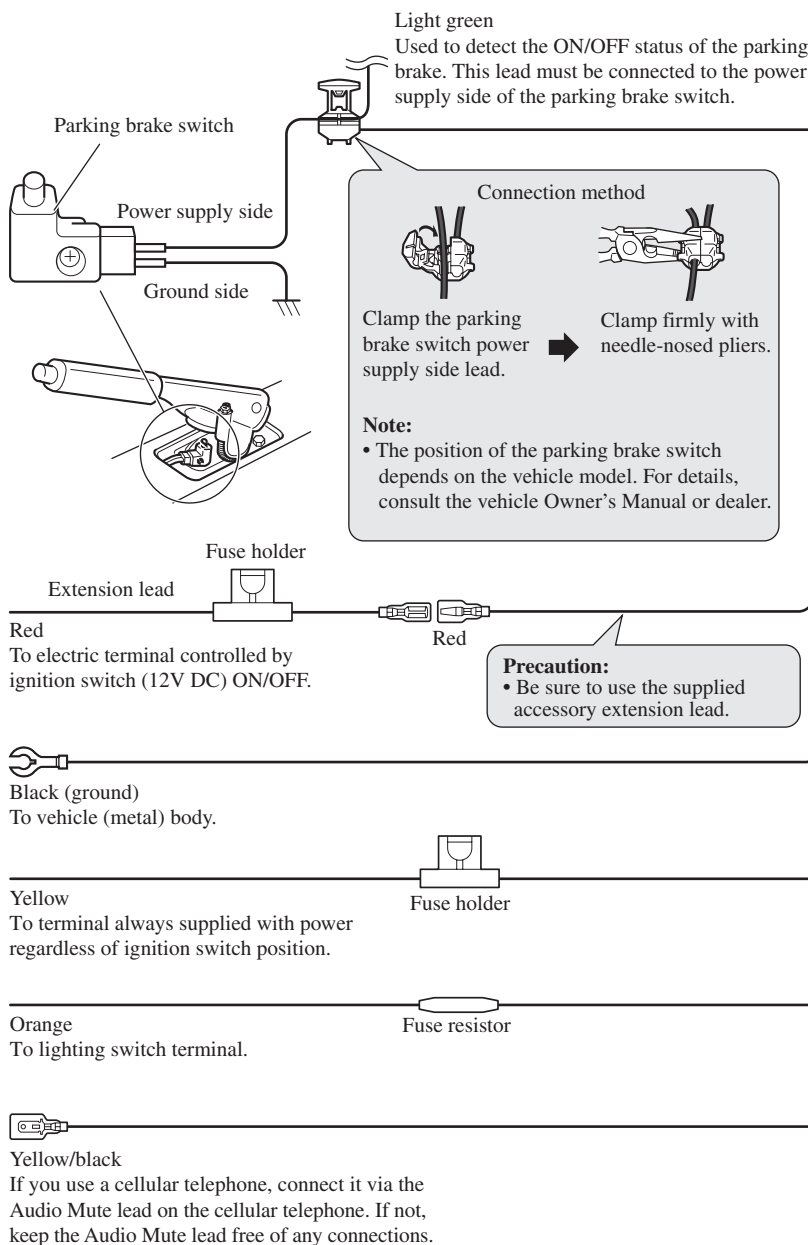 Light green
Used to detect the ON/OFF status of the parking
brake. This lead must be connected to the power
supply side of the parking brake switch.
Parking brake switch
Power supply side
Ground side
Connection method
Clamp the parking
brake switch power
supply side lead.
Clamp firmly with
needle-nosed pliers.
Note:
• The position of the parking brake switch
depends on the vehicle model. For details,
consult the vehicle Owner's Manual or dealer.
Fuse holder
Extension lead
Red
To electric terminal controlled by
ignition switch (12V DC) ON/OFF.
Red
Precaution:
• Be sure to use the supplied
accessory extension lead.
Black (ground)
To vehicle (metal) body.
Yellow
To terminal always supplied with power
regardless of ignition switch position.
Fuse holder
Orange
To lighting switch terminal.
Fuse resistor
Yellow/black
If you use a cellular telephone, connect it via the
Audio Mute lead on the cellular telephone. If not,
keep the Audio Mute lead free of any connections.